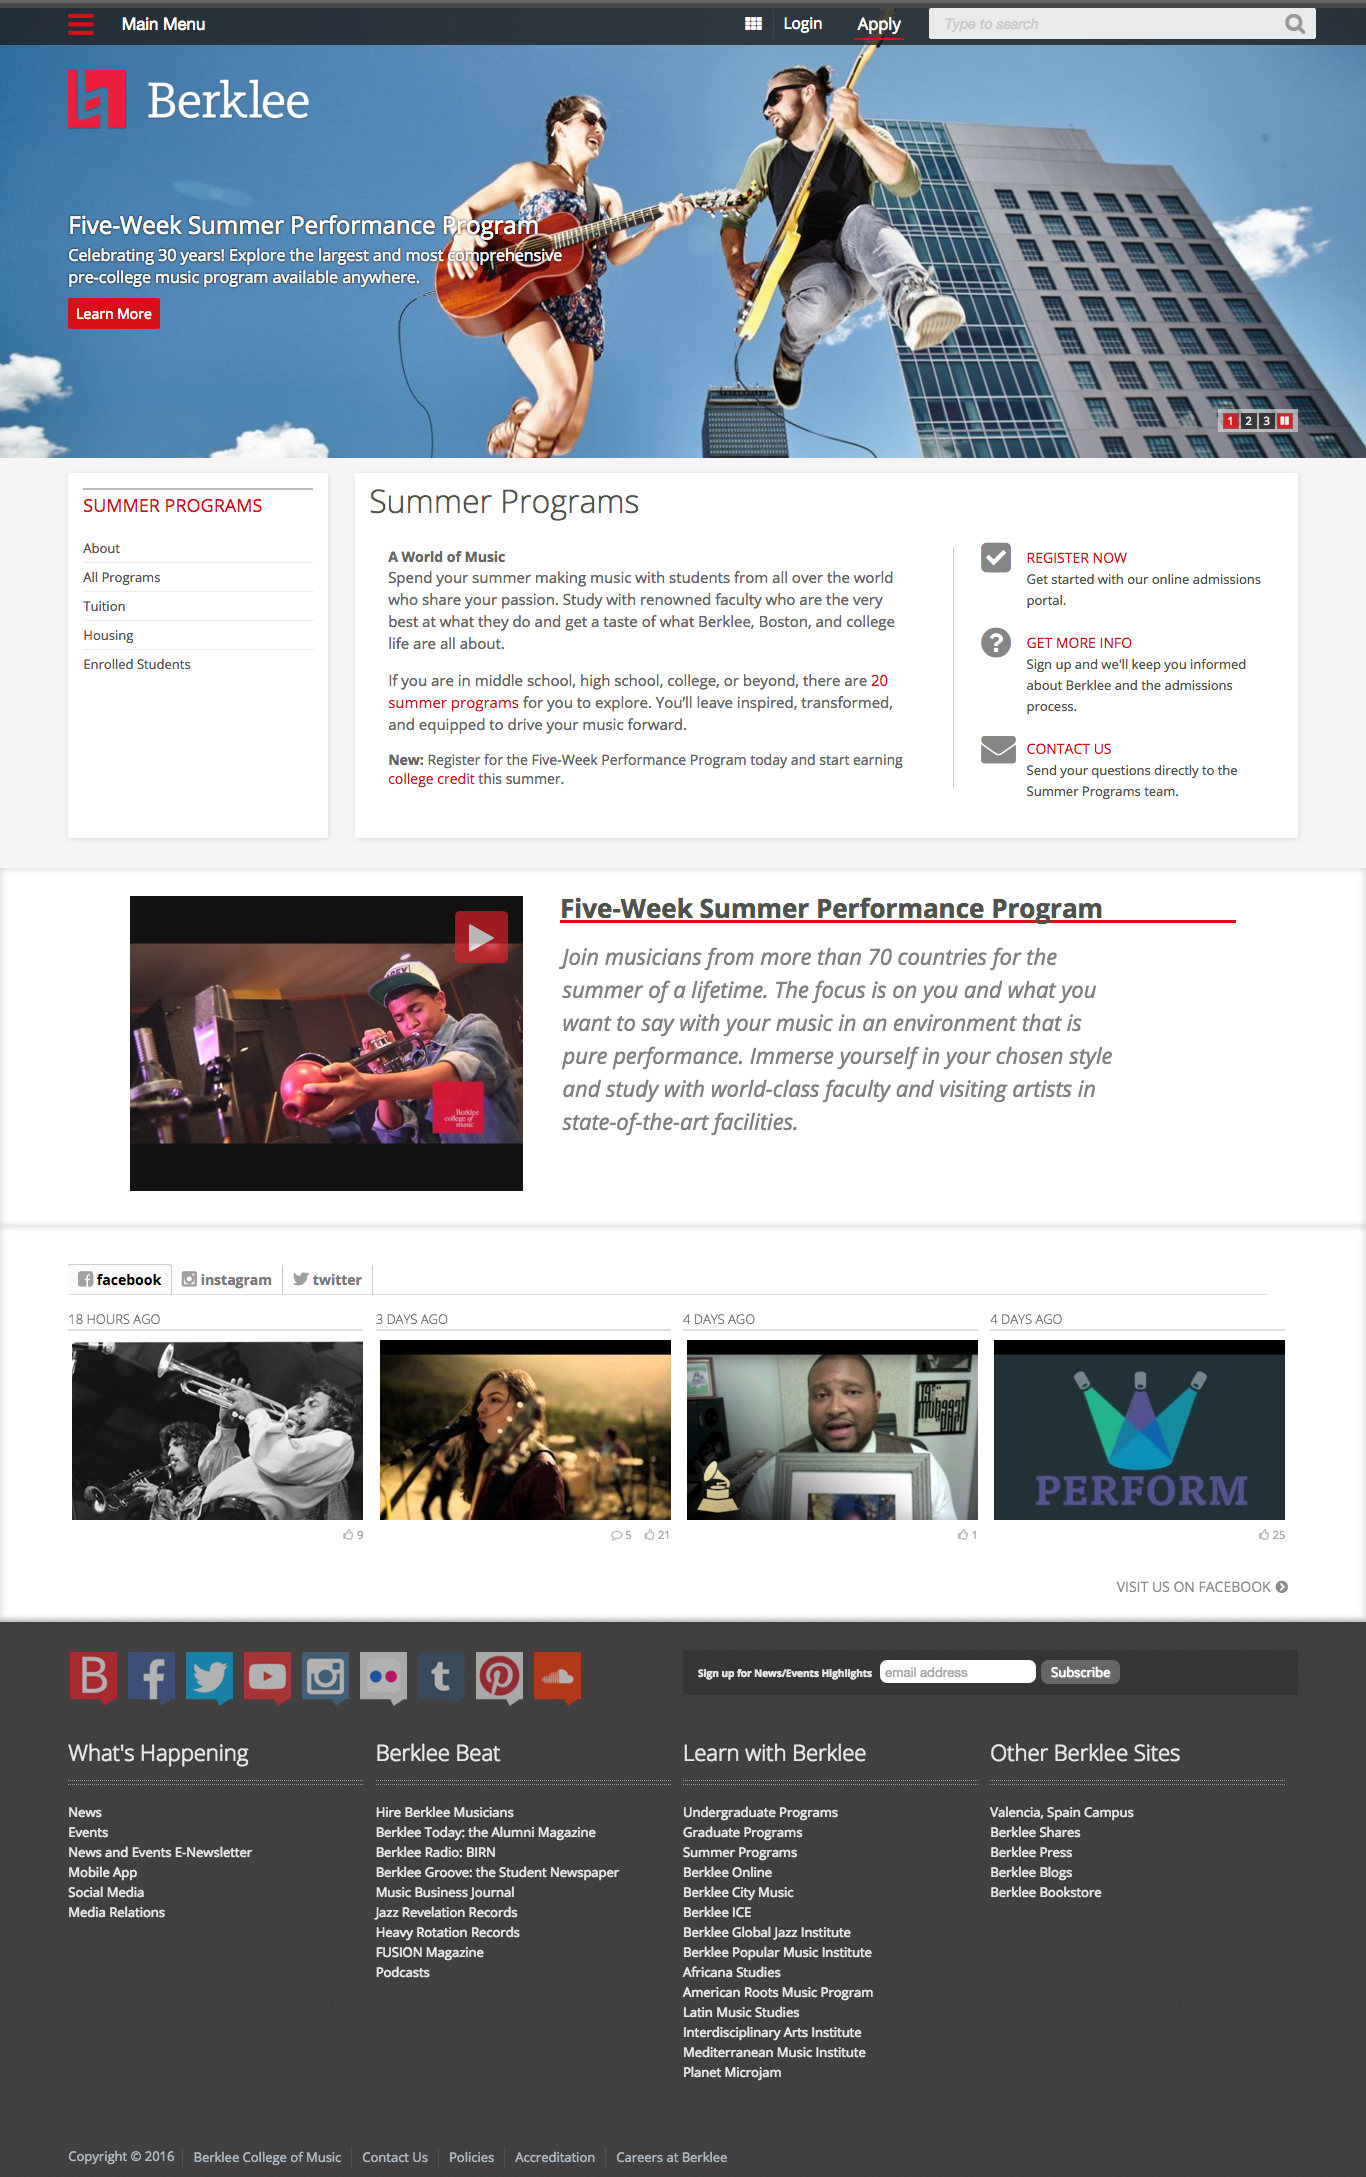 Main Menu
Login
Apply
Type to search
Berklee
Five-Week Summer Performance Program
Celebrating 30 years! Explore the largest and most comprehensive
pre-college music program available anywhere.
Learn More
1 2 3
SUMMER PROGRAMS
About
All Programs
Tuition
Housing
Enrolled Students
Summer Programs
A World of Music
Spend your summer making music with students from all over the world
who share your passion. Study with renowned faculty who are the very
best at what they do and get a taste of what Berklee, Boston, and college
life are all about.
If you are in middle school, high school, college, or beyond, there are 20
summer programs for you to explore. You'll leave inspired, transformed,
and equipped to drive your music forward.
New: Register for the Five-Week Performance Program today and start earning
college credit this summer.
REGISTER NOW
Get started with our online admissions
portal.
GET MORE INFO
Sign up and we'll keep you informed
about Berklee and the admissions
process.
CONTACT US
Send your questions directly to the
Summer Programs team.
Berklee
college of
music
Five-Week Summer Performance Program
Join musicians from more than 70 countries for the
summer of a lifetime. The focus is on you and what you
want to say with your music in an environment that is
pure performance. Immerse yourself in your chosen style
and study with world-class faculty and visiting artists in
state-of-the-art facilities.
facebook
instagram
twitter
18 HOURS AGO
3 DAYS AGO
4 DAYS AGO
4 DAYS AGO
PERFORM
9
5 21
1
25
VISIT US ON FACEBOOK
Sign up for News/Events Highlights
email address
Subscribe
What's Happening
News
Events
News and Events E-Newsletter
Mobile App
Social Media
Media Relations
Berklee Beat
Hire Berklee Musicians
Berklee Today: the Alumni Magazine
Berklee Radio: BIRN
Berklee Groove: the Student Newspaper
Music Business Journal
Jazz Revelation Records
Heavy Rotation Records
FUSION Magazine
Podcasts
Learn with Berklee
Undergraduate Programs
Graduate Programs
Summer Programs
Berklee Online
Berklee City Music
Berklee ICE
Berklee Global Jazz Institute
Berklee Popular Music Institute
Africana Studies
American Roots Music Program
Latin Music Studies
Interdisciplinary Arts Institute
Mediterranean Music Institute
Planet Microjam
Other Berklee Sites
Valencia, Spain Campus
Berklee Shares
Berklee Press
Berklee Blogs
Berklee Bookstore
Copyright © 2016
Berklee College of Music
Contact Us
Policies
Accreditation
Careers at Berklee